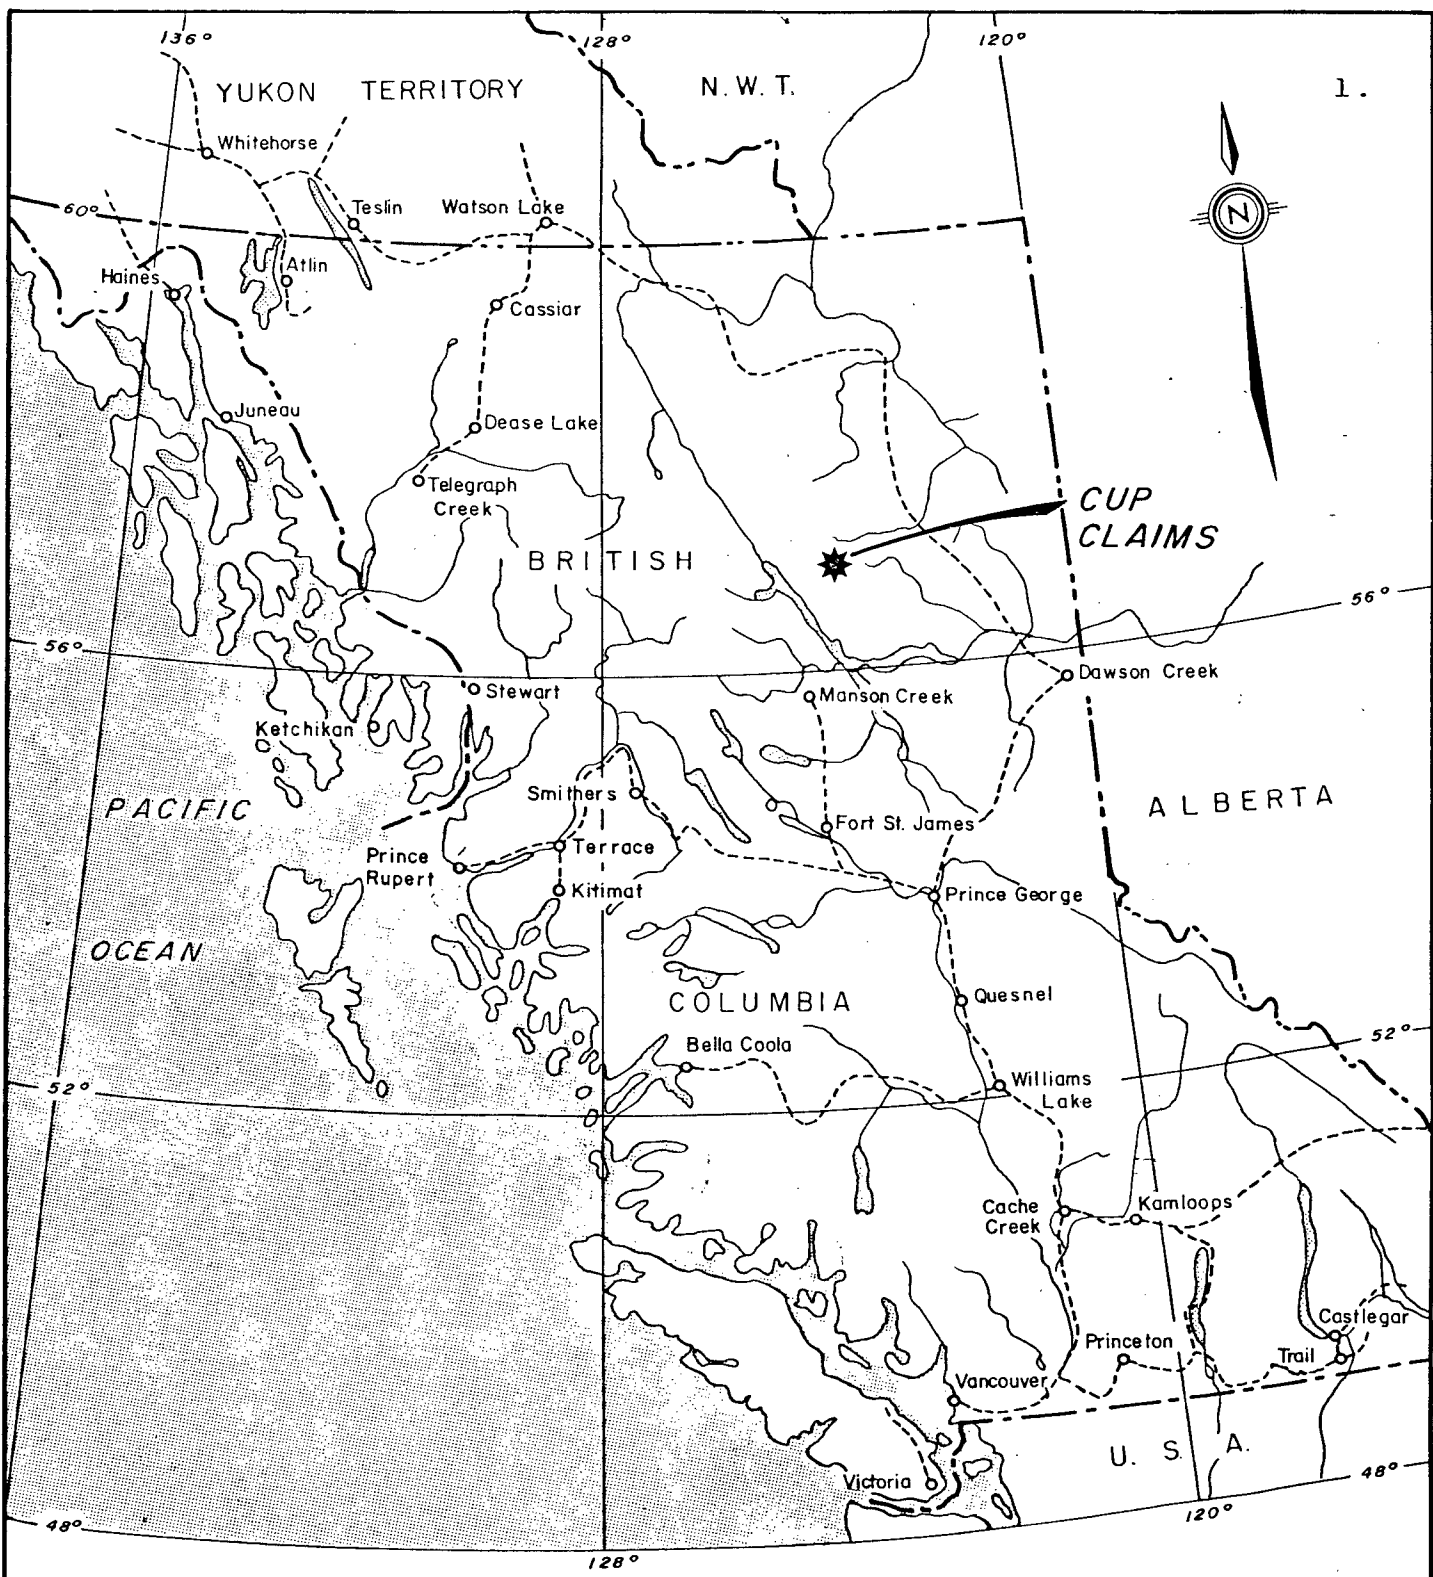 136°
128°
120°
YUKON TERRITORY
N.W.T.
1.
Whitehorse
60°
Teslin
Watson Lake
N
Haines
Atlin
Cassiar
Juneau
Dease Lake
Telegraph
Creek
CUP
CLAIMS
BRITISH
56°
56°
Stewart
Manson Creek
Dawson Creek
Ketchikan
PACIFIC
Smithers
ALBERTA
Fort St. James
Prince
Rupert
Terrace
Kitimat
Prince George
OCEAN
COLUMBIA
Quesnel
52°
Bella Coola
52°
Williams
Lake
Cache
Creek
Kamloops
Castlegar
Princeton
Trail
Vancouver
U. S. A.
Victoria
48°
48°
120°
128°